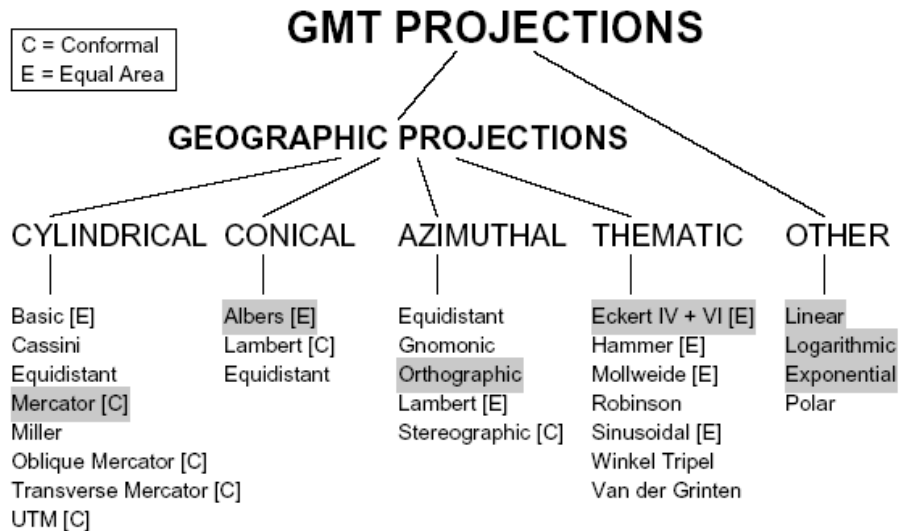 GMT PROJECTIONS
C = Conformal
E = Equal Area
GEOGRAPHIC PROJECTIONS
CYLINDRICAL
Basic [E]
Cassini
Equidistant
Mercator [C]
Miller
Oblique Mercator [C]
Transverse Mercator [C]
UTM [C]
CONICAL
Albers [E]
Lambert [C]
Equidistant
AZIMUTHAL
Equidistant
Gnomonic
Orthographic
Lambert [E]
Stereographic [C]
THEMATIC
Eckert IV + VI [E]
Hammer [E]
Mollweide [E]
Robinson
Sinusoidal [E]
Winkel Tripel
Van der Grinten
OTHER
Linear
Logarithmic
Exponential
Polar